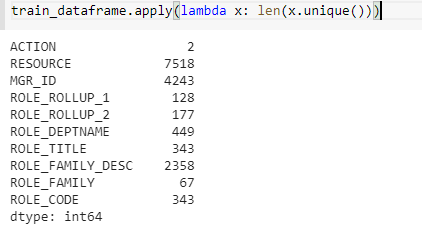 train_dataframe.apply(lambda x: len(x.unique()))
ACTION 2
RESOURCE 7518
MGR_ID 4243
ROLE_ROLLUP_1 128
ROLE_ROLLUP_2 177
ROLE_DEPTNAME 449
ROLE_TITLE 343
ROLE_FAMILY_DESC 2358
ROLE_FAMILY 67
ROLE_CODE 343
dtype: int64